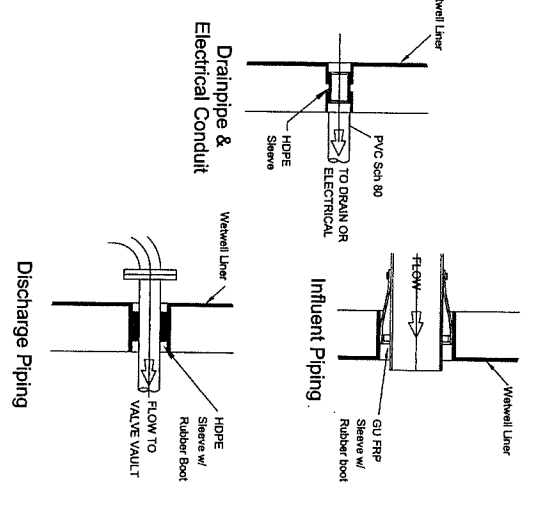 Wetwell Liner
FLOW
GU FRP
Sleeve w/
Rubber boot
Influent Piping
Liner
PVC Sch 80
TO DRAIN OR
ELECTRICAL
HDPE
Sleeve
Drainpipe &
Electrical Conduit
Wetwell Liner
HDPE
Sleeve w/
Rubber Boot
FLOW TO
VALVE VAULT
Discharge Piping